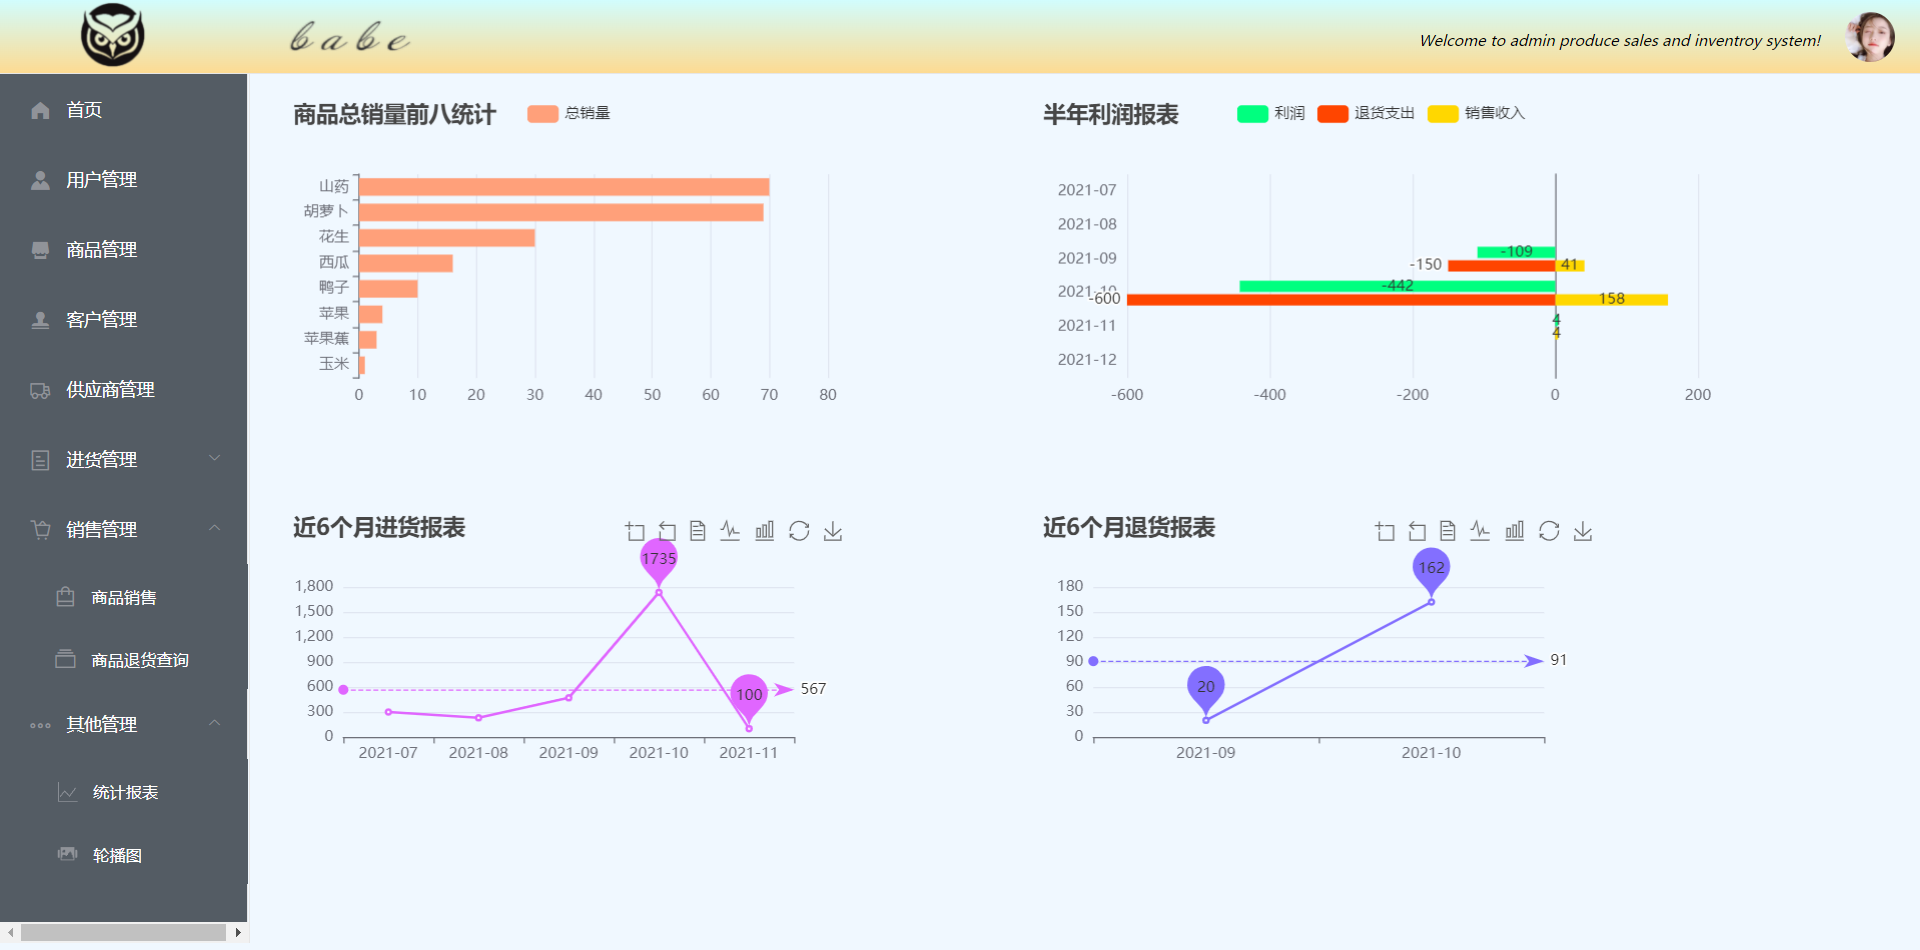 babe
Welcome to admin produce sales and inventroy system!
首页
用户管理
商品管理
客户管理
供应商管理
进货管理
销售管理
商品销售
商品退货查询
其他管理
统计报表
轮播图
商品总销量前八统计
总销量
山药
胡萝卜
花生
西瓜
鸭子
苹果
苹果蕉
玉米
0 10 20 30 40 50 60 70 80
半年利润报表
利润 退货支出 销售收入
2021-07
2021-08
2021-09
-109
-150 41
2021-10
-442
-600 158
2021-11
4
4
2021-12
-600 -400 -200 0 200
近6个月进货报表
1735
1,800
1,500
1,200
900
600
300
0
567
100
2021-07 2021-08 2021-09 2021-10 2021-11
近6个月退货报表
162
180
150
120
90
60
30
0
91
20
2021-09 2021-10